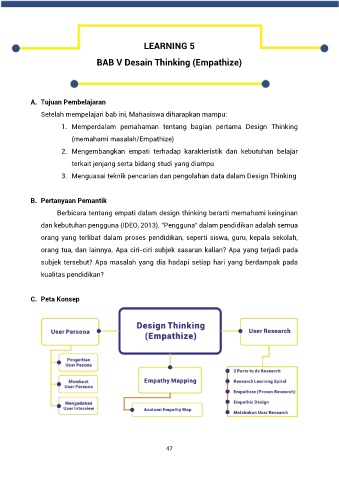 LEARNING 5
BAB V Desain Thinking (Empathize)
A. Tujuan Pembelajaran
Setelah mempelajari bab ini, Mahasiswa diharapkan mampu:
1. Memperdalam pemahaman tentang bagian pertama Design Thinking
(memahami masalah/Empathize)
2. Mengembangkan empati terhadap karakteristik dan kebutuhan belajar
terkait jenjang serta bidang studi yang diampu
3. Menguasai teknik pencarian dan pengolahan data dalam Design Thinking
B. Pertanyaan Pemantik
Berbicara tentang empati dalam design thinking berarti memahami keinginan
dan kebutuhan pengguna (IDEO, 2013). "Pengguna" dalam pendidikan adalah semua
orang yang terlibat dalam proses pendidikan, seperti siswa, guru, kepala sekolah,
orang tua, dan lainnya. Apa ciri-ciri subjek sasaran kalian? Apa yang terjadi pada
subjek tersebut? Apa masalah yang dia hadapi setiap hari yang berdampak pada
kualitas pendidikan?
C. Peta Konsep
User Persona
Pengertian
User Persona
Membuat
User Persona
Mengadakan
User Interview
Design Thinking
(Empathize)
Empathy Mapping
Anatomi Empathy Map
User Research
2 Parts to do Research
Research Learning Spiral
Empathize (Proses Research)
Empathic Design
Melakukan User Research
47